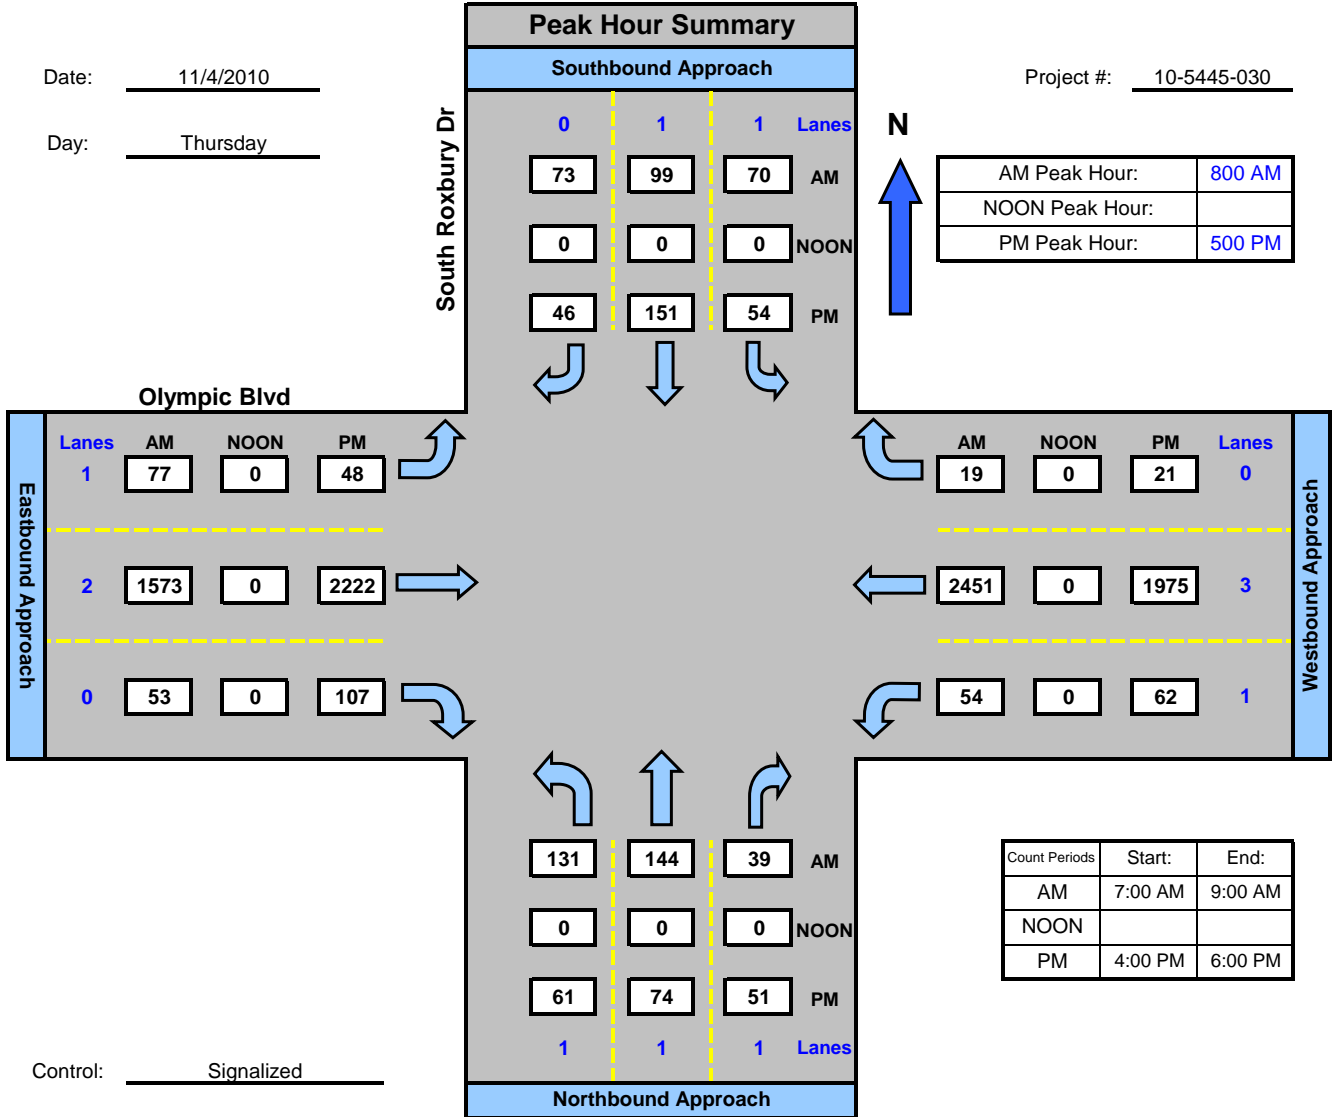 Peak Hour Summary
Southbound Approach
Date: 11/4/2010
Project #: 10-5445-030
Day: Thursday
South Roxbury Dr
N
0 1 1 Lanes
73 99 70 AM
0 0 0 NOON
46 151 54 PM
AM Peak Hour: 800 AM
NOON Peak Hour:
PM Peak Hour: 500 PM
Olympic Blvd
Eastbound Approach
Lanes AM NOON PM
1 77 0 48
2 1573 0 2222
0 53 0 107
AM NOON PM Lanes
19 0 21 0
2451 0 1975 3
54 0 62 1
Westbound Approach
131 144 39 AM
0 0 0 NOON
61 74 51 PM
1 1 1 Lanes
Northbound Approach
Count Periods Start: End:
AM 7:00 AM 9:00 AM
NOON
PM 4:00 PM 6:00 PM
Control: Signalized